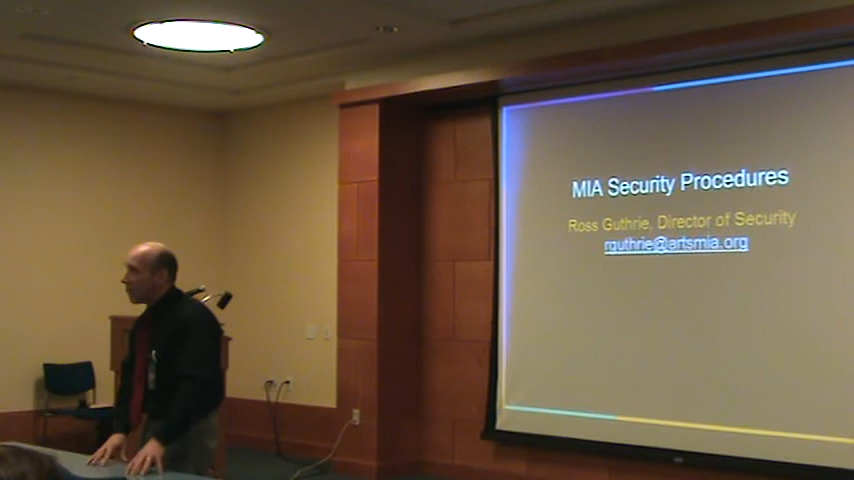 MIA Security Procedures
Ross Guthrie, Director of Security
rguthrie@artsmia.org